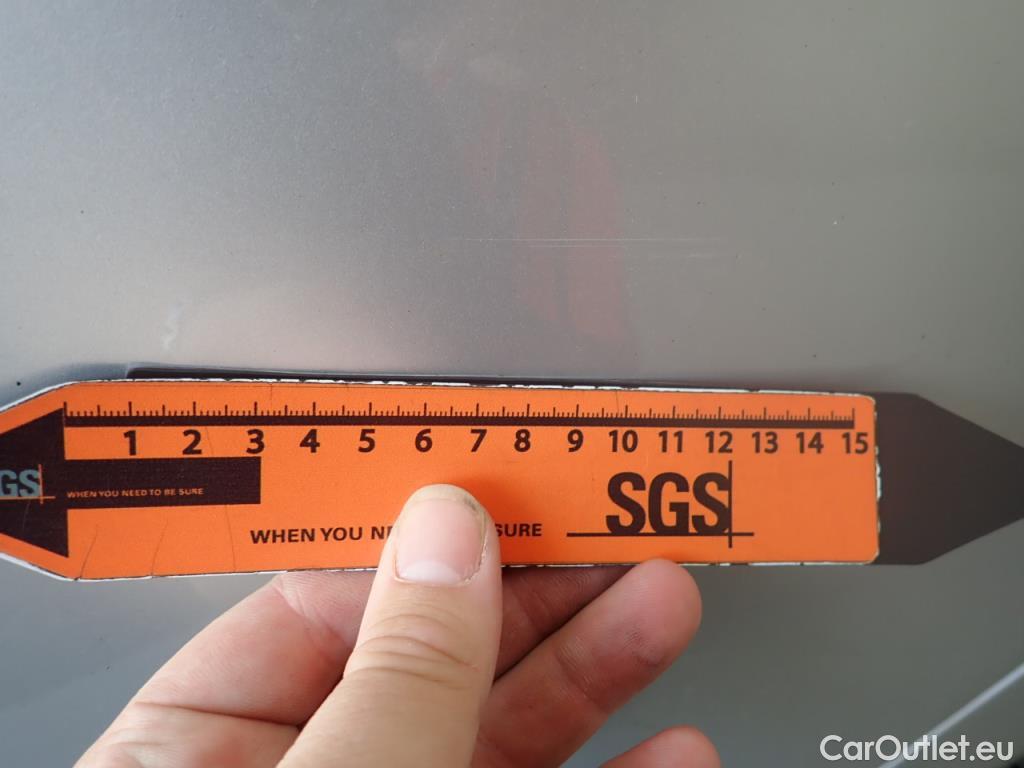 1 2 3 4 5 6 7 8 9 10 11 12 13 14 15
GS
WHEN YOU NEED TO BE SURE
SGS
WHEN YOU NE SURE
CarOutlet.eu